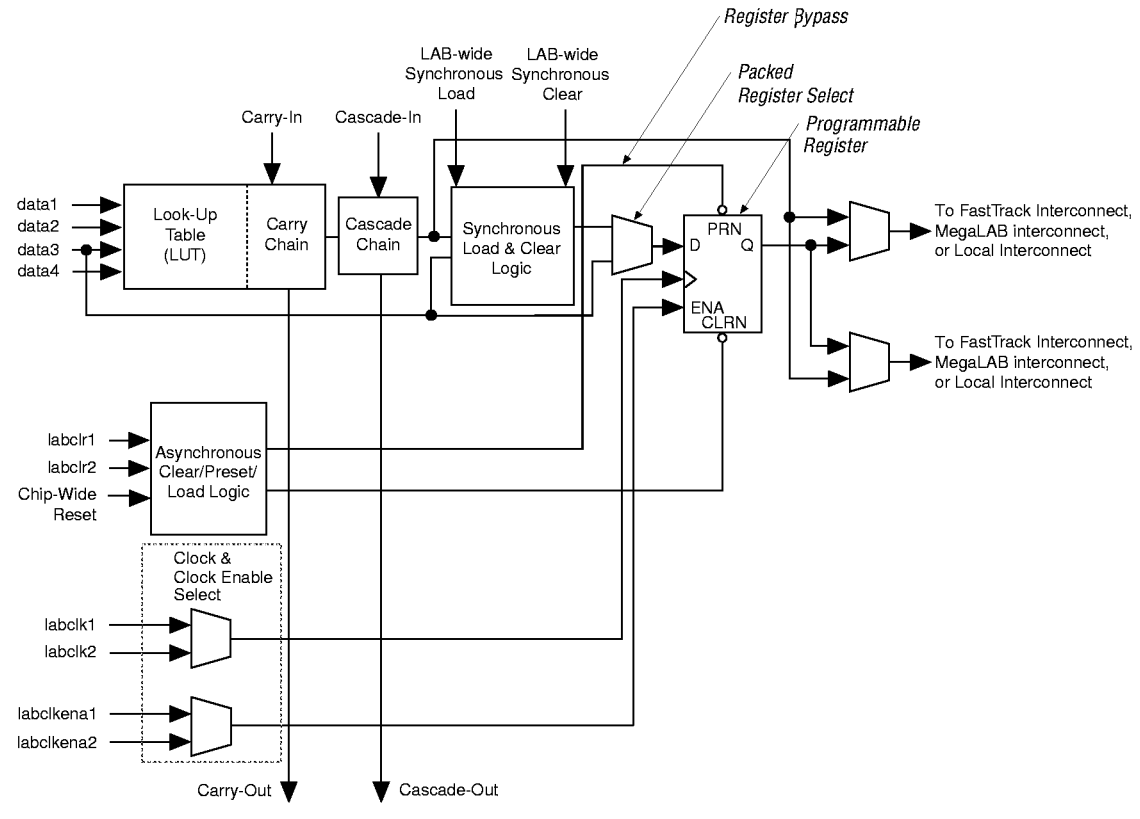 Register Bypass
LAB-wide
Synchronous
Load
LAB-wide
Synchronous
Clear
Packed
Register Select
Programmable
Register
Carry-In
Cascade-In
data1
data2
data3
data4
Look-Up
Table
(LUT)
Carry
Chain
Cascade
Chain
Synchronous
Load & Clear
Logic
PRN
D
Q
ENA
CLRN
To FastTrack Interconnect,
MegaLAB interconnect,
or Local Interconnect
To FastTrack Interconnect,
MegaLAB interconnect,
or Local Interconnect
labclr1
labclr2
Chip-Wide
Reset
Asynchronous
Clear/Preset/
Load Logic
Clock &
Clock Enable
Select
labclk1
labclk2
labclkena1
labclkena2
Carry-Out
Cascade-Out